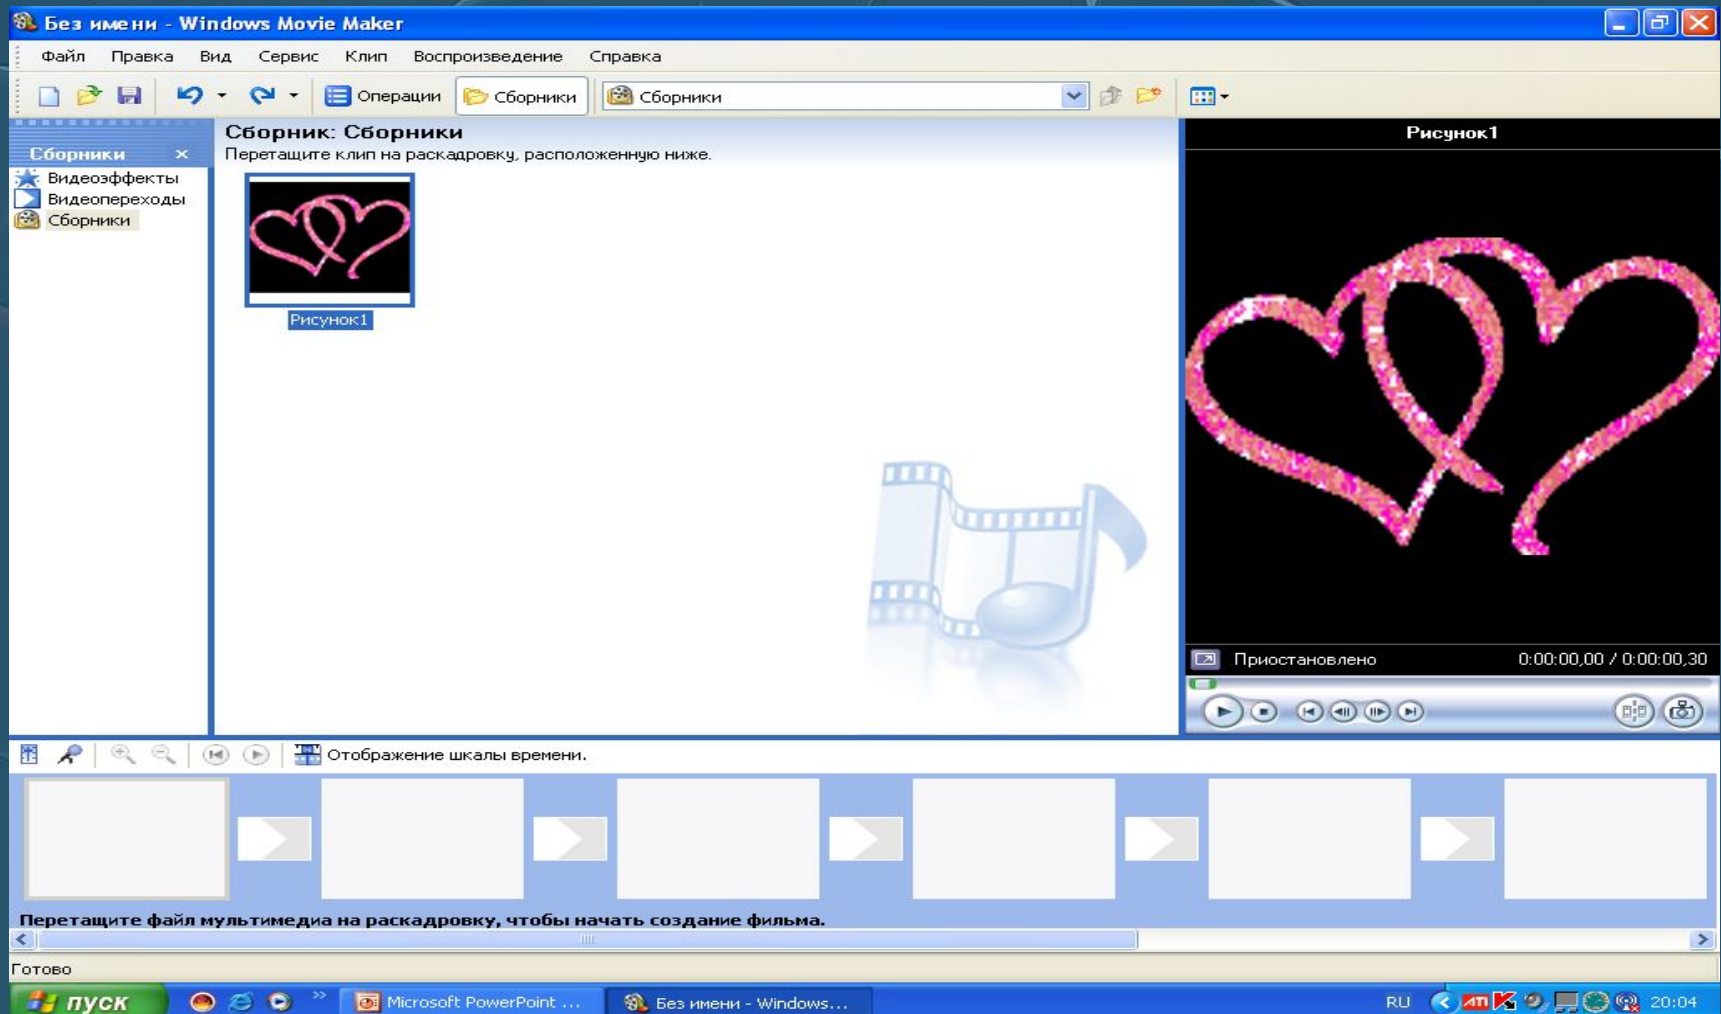 Без имени - Windows Movie Maker
Файл Правка Вид Сервис Клип Воспроизведение Справка
Операции Сборники Сборники
Сборники
Видеоэффекты
Видеопереходы
Сборники
Сборник: Сборники
Перетащите клип на раскадровку, расположенную ниже.
Рисунок1
Рисунок1
Приостановлено 0:00:00,00 / 0:00:00,30
Отображение шкалы времени.
Перетащите файл мультимедиа на раскадровку, чтобы начать создание фильма.
Готово
пуск Microsoft PowerPoint ... Без имени - Windows... RU ATI 20:04